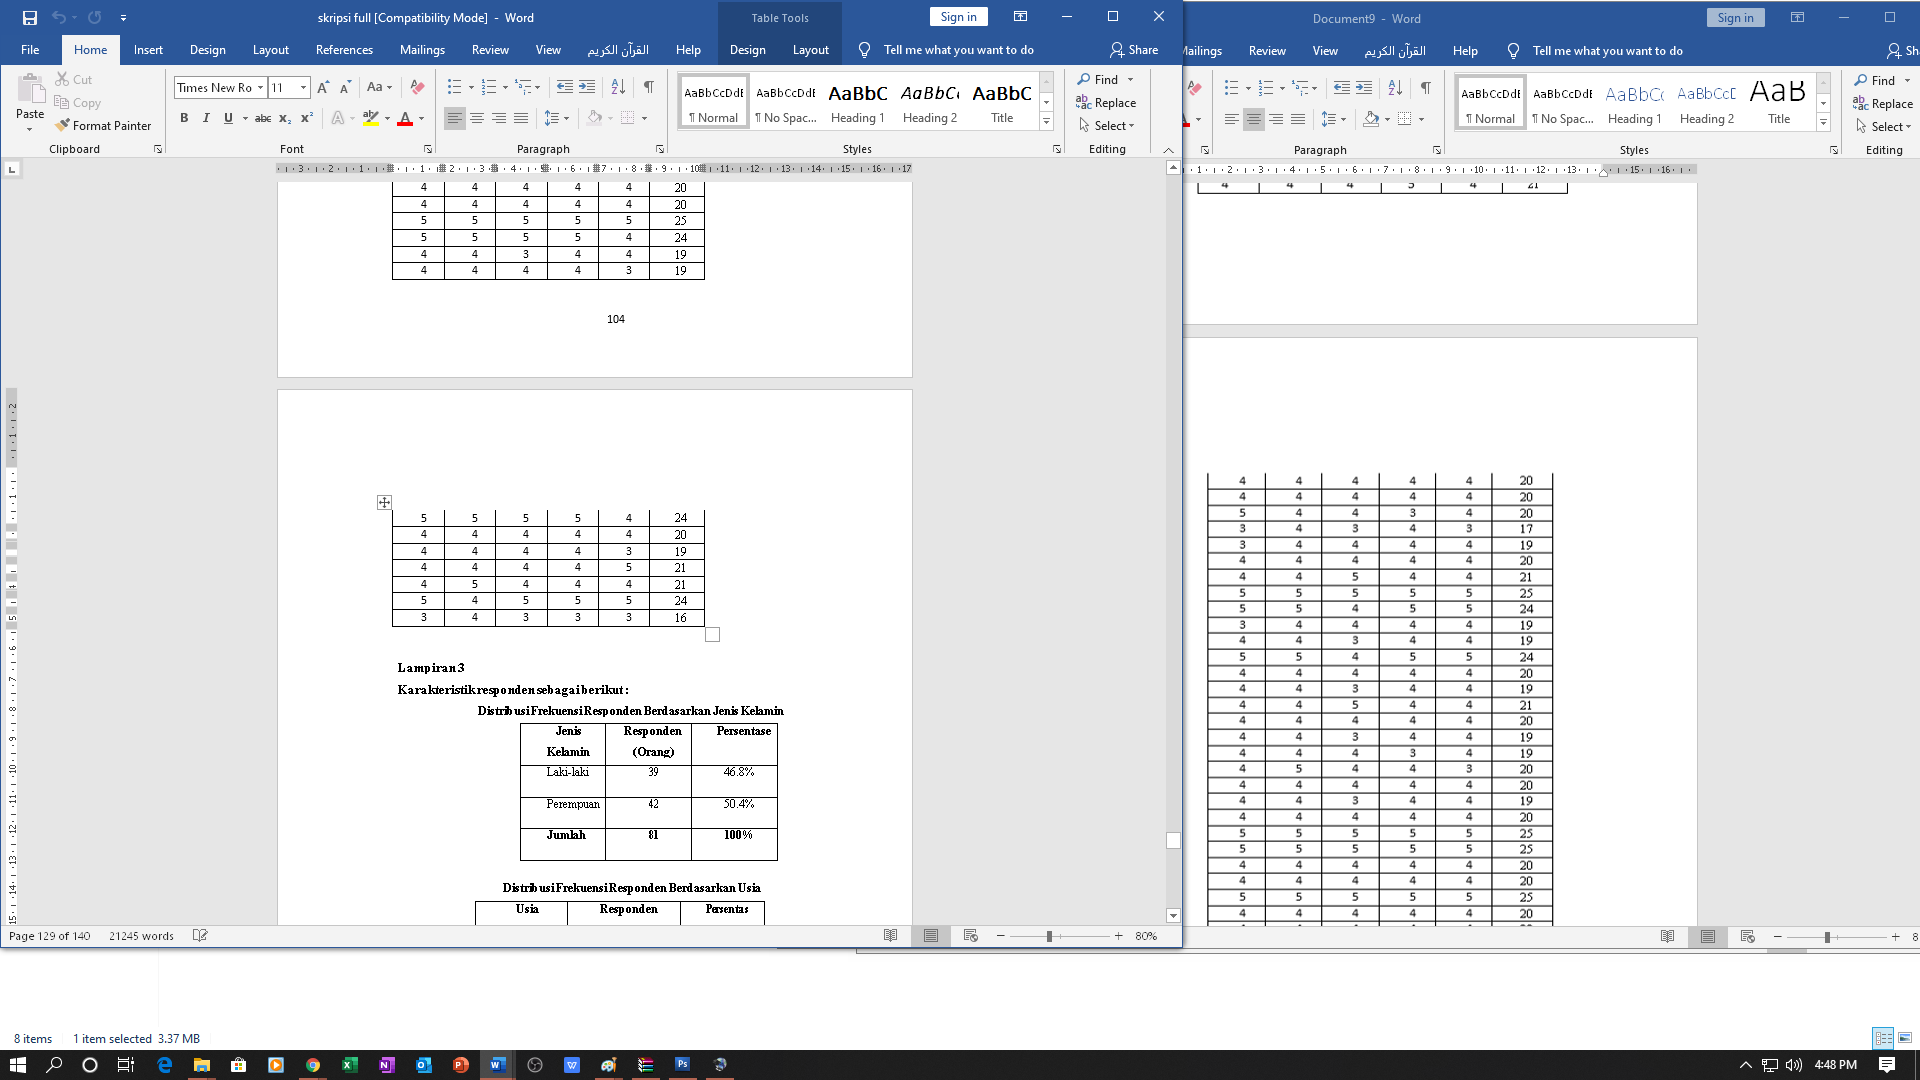 skripsi full [Compatibility Mode] - Word
Table Tools
Sign in
File Home Insert Design Layout References Mailings Review View القرآن الكريم Help Design Layout Tell me what you want to do Share
Paste
Cut
Copy
Format Painter
Clipboard
Times New Ro 11
Font
Paragraph
AaBbCcDdE AaBbCcDdE AaBbC AaBbC AaBbC
¶ Normal ¶ No Spac... Heading 1 Heading 2 Title
Styles
Find
Replace
Select
Editing
4 4 4 4 4 20
4 4 4 4 4 20
5 5 5 5 5 25
5 5 5 5 4 24
4 4 3 4 4 19
4 4 4 4 3 19
104
5 5 5 5 4 24
4 4 4 4 4 20
4 4 4 4 3 19
4 4 4 4 5 21
4 5 4 4 4 21
5 4 5 5 5 24
3 4 3 3 3 16
Lampiran 3
Karakteristik responden sebagai berikut :
Distribusi Frekuensi Responden Berdasarkan Jenis Kelamin
Jenis Kelamin Responden (Orang) Persentase
Laki-laki 39 46.8%
Perempuan 42 50.4%
Jumlah 81 100%
Distribusi Frekuensi Responden Berdasarkan Usia
Usia Responden Persentas
Page 129 of 140 21245 words
80%
Document9 - Word
Sign in
Mailings Review View القرآن الكريم Help Tell me what you want to do Sh
Paragraph
AaBbCcDdE AaBbCcDdE AaBbCc AaBbCcD AaB
¶ Normal ¶ No Spac... Heading 1 Heading 2 Title
Styles
Find
Replace
Select
Editing
4 4 4 5 4 21
4 4 4 4 4 20
4 4 4 4 4 20
5 4 4 3 4 20
3 4 3 4 3 17
3 4 4 4 4 19
4 4 4 4 4 20
4 4 5 4 4 21
5 5 5 5 5 25
5 5 4 5 5 24
3 4 4 4 4 19
4 4 3 4 4 19
5 5 4 5 5 24
4 4 4 4 4 20
4 4 3 4 4 19
4 4 5 4 4 21
4 4 4 4 4 20
4 4 3 4 4 19
4 4 4 3 4 19
4 5 4 4 3 20
4 4 4 4 4 20
4 4 3 4 4 19
4 4 4 4 4 20
5 5 5 5 5 25
5 5 5 5 5 25
4 4 4 4 4 20
4 4 4 4 4 20
5 5 5 5 5 25
4 4 4 4 4 20
8
8 items 1 item selected 3.37 MB
4:48 PM